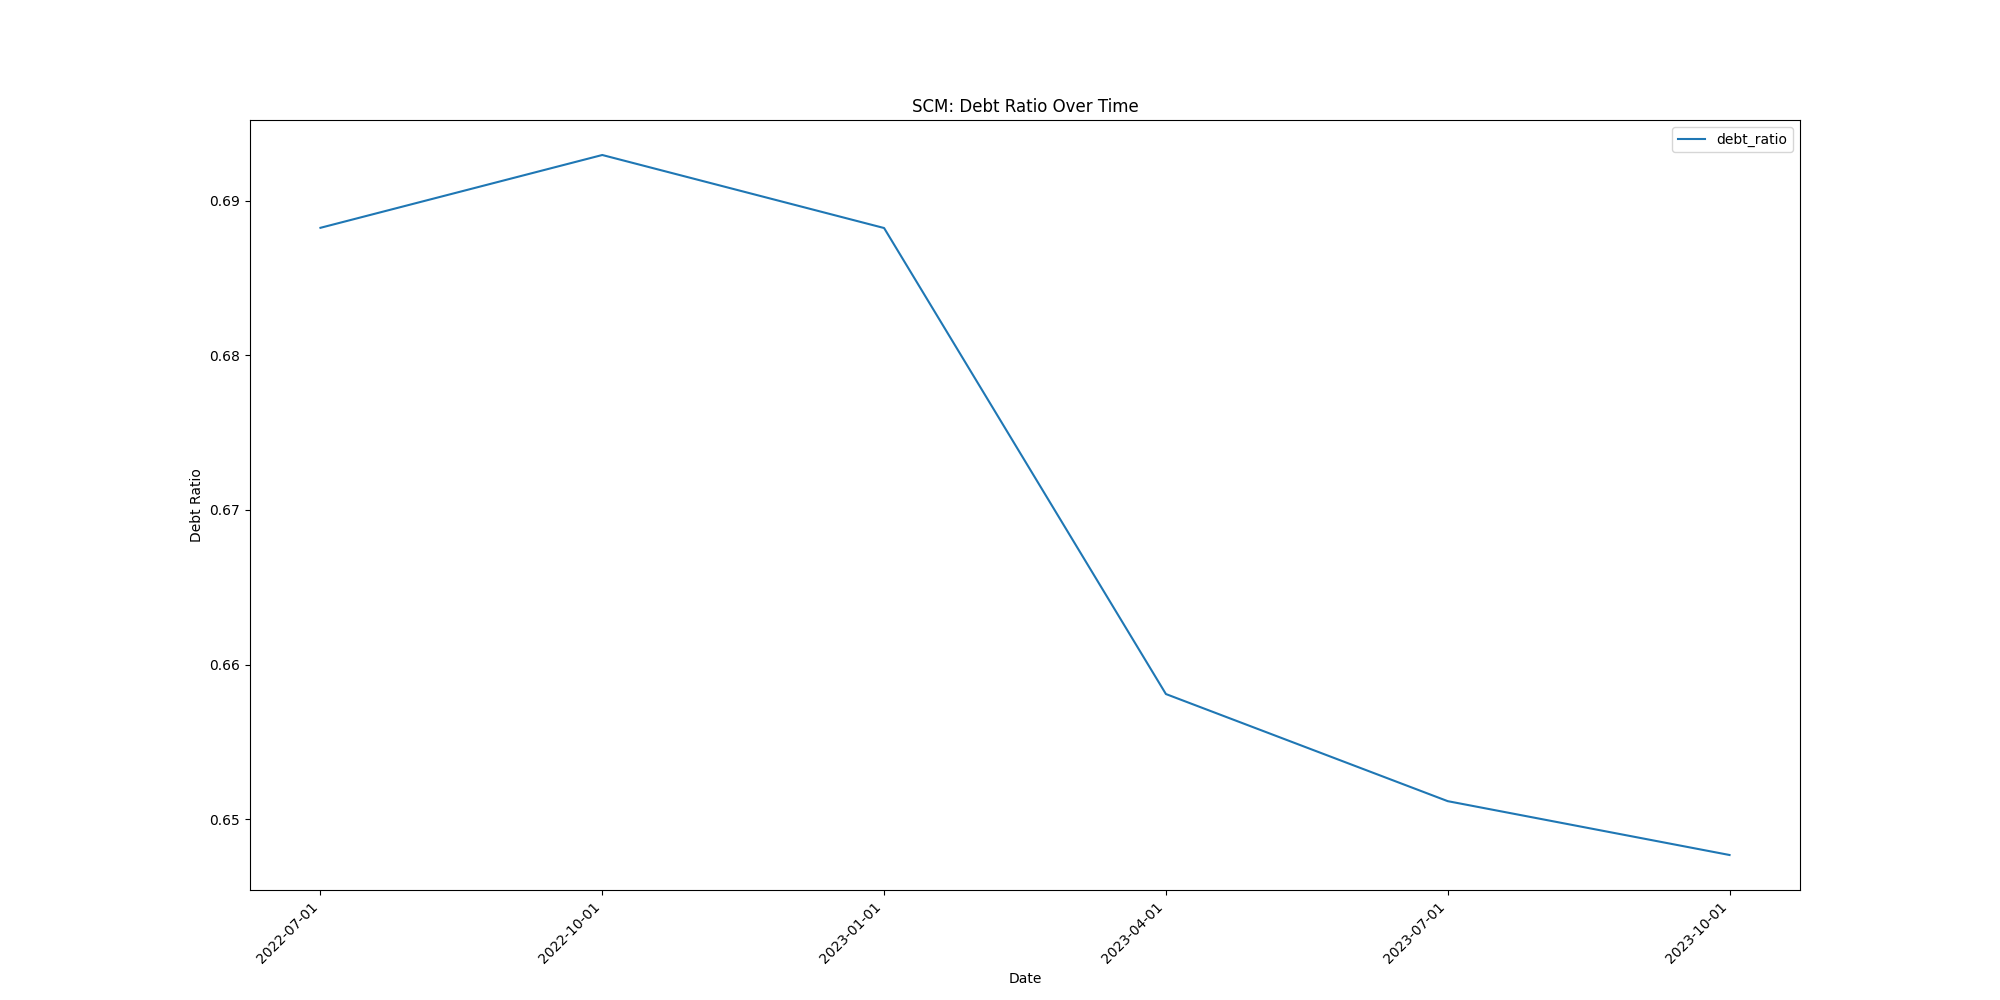 SCM: Debt Ratio Over Time
debt_ratio
Debt Ratio
0.69
0.68
0.67
0.66
0.65
2022-07-01
2022-10-01
2023-01-01
2023-04-01
2023-07-01
2023-10-01
Date